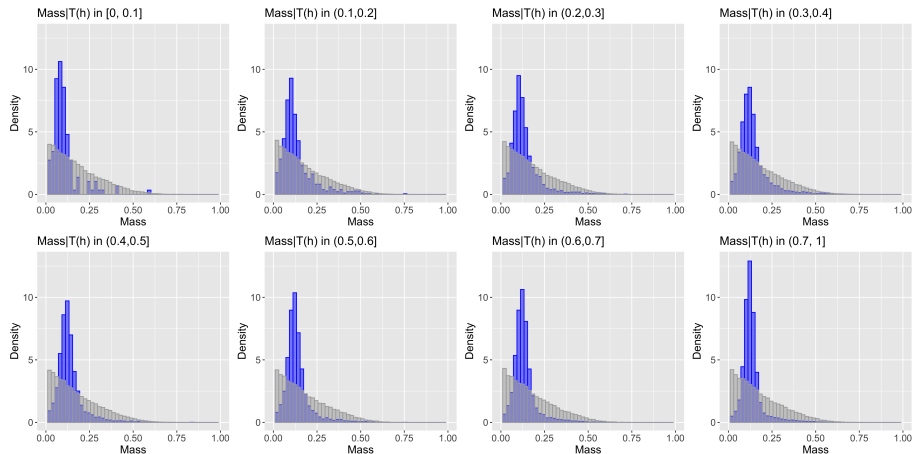 Mass|T(h) in [0, 0.1]
Mass|T(h) in (0.1,0.2]
Mass|T(h) in (0.2,0.3]
Mass|T(h) in (0.3,0.4]
Density
10
5
0
0.00 0.25 0.50 0.75 1.00
Mass
Density
10
5
0
0.00 0.25 0.50 0.75 1.00
Mass
Density
10
5
0
0.00 0.25 0.50 0.75 1.00
Mass
Density
10
5
0
0.00 0.25 0.50 0.75 1.00
Mass
Mass|T(h) in (0.4,0.5]
Mass|T(h) in (0.5,0.6]
Mass|T(h) in (0.6,0.7]
Mass|T(h) in (0.7, 1]
Density
10
5
0
0.00 0.25 0.50 0.75 1.00
Mass
Density
10
5
0
0.00 0.25 0.50 0.75 1.00
Mass
Density
10
5
0
0.00 0.25 0.50 0.75 1.00
Mass
Density
10
5
0
0.00 0.25 0.50 0.75 1.00
Mass